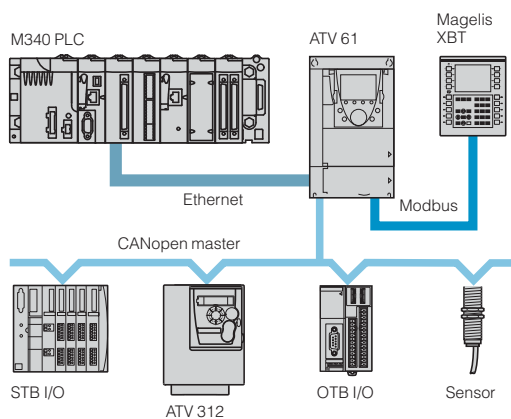 M340 PLC
ATV 61
Magelis
XBT
Ethernet
Modbus
CANopen master
STB I/O
ATV 312
OTB I/O
Sensor